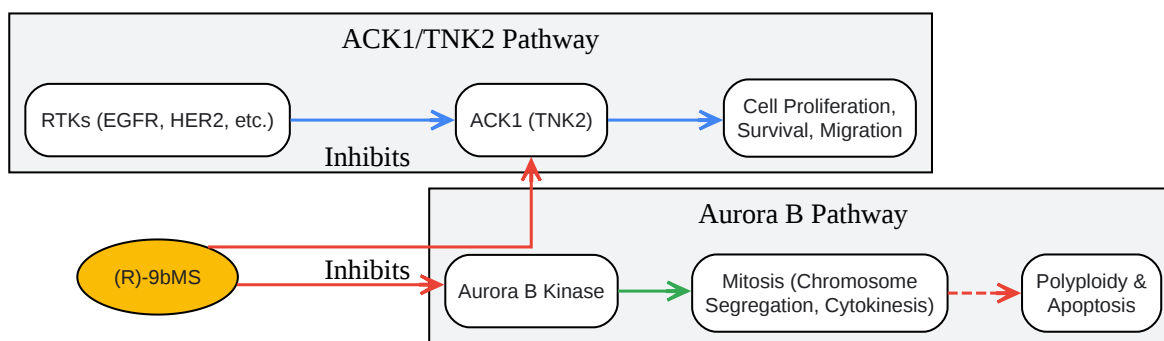 ACK1/TNK2 Pathway
RTKs (EGFR, HER2, etc.)
ACK1 (TNK2)
Cell Proliferation,
Survival, Migration
Inhibits
Aurora B Pathway
(R)-9bMS
Inhibits
Aurora B Kinase
Mitosis (Chromosome
Segregation, Cytokinesis)
Polyploidy &
Apoptosis